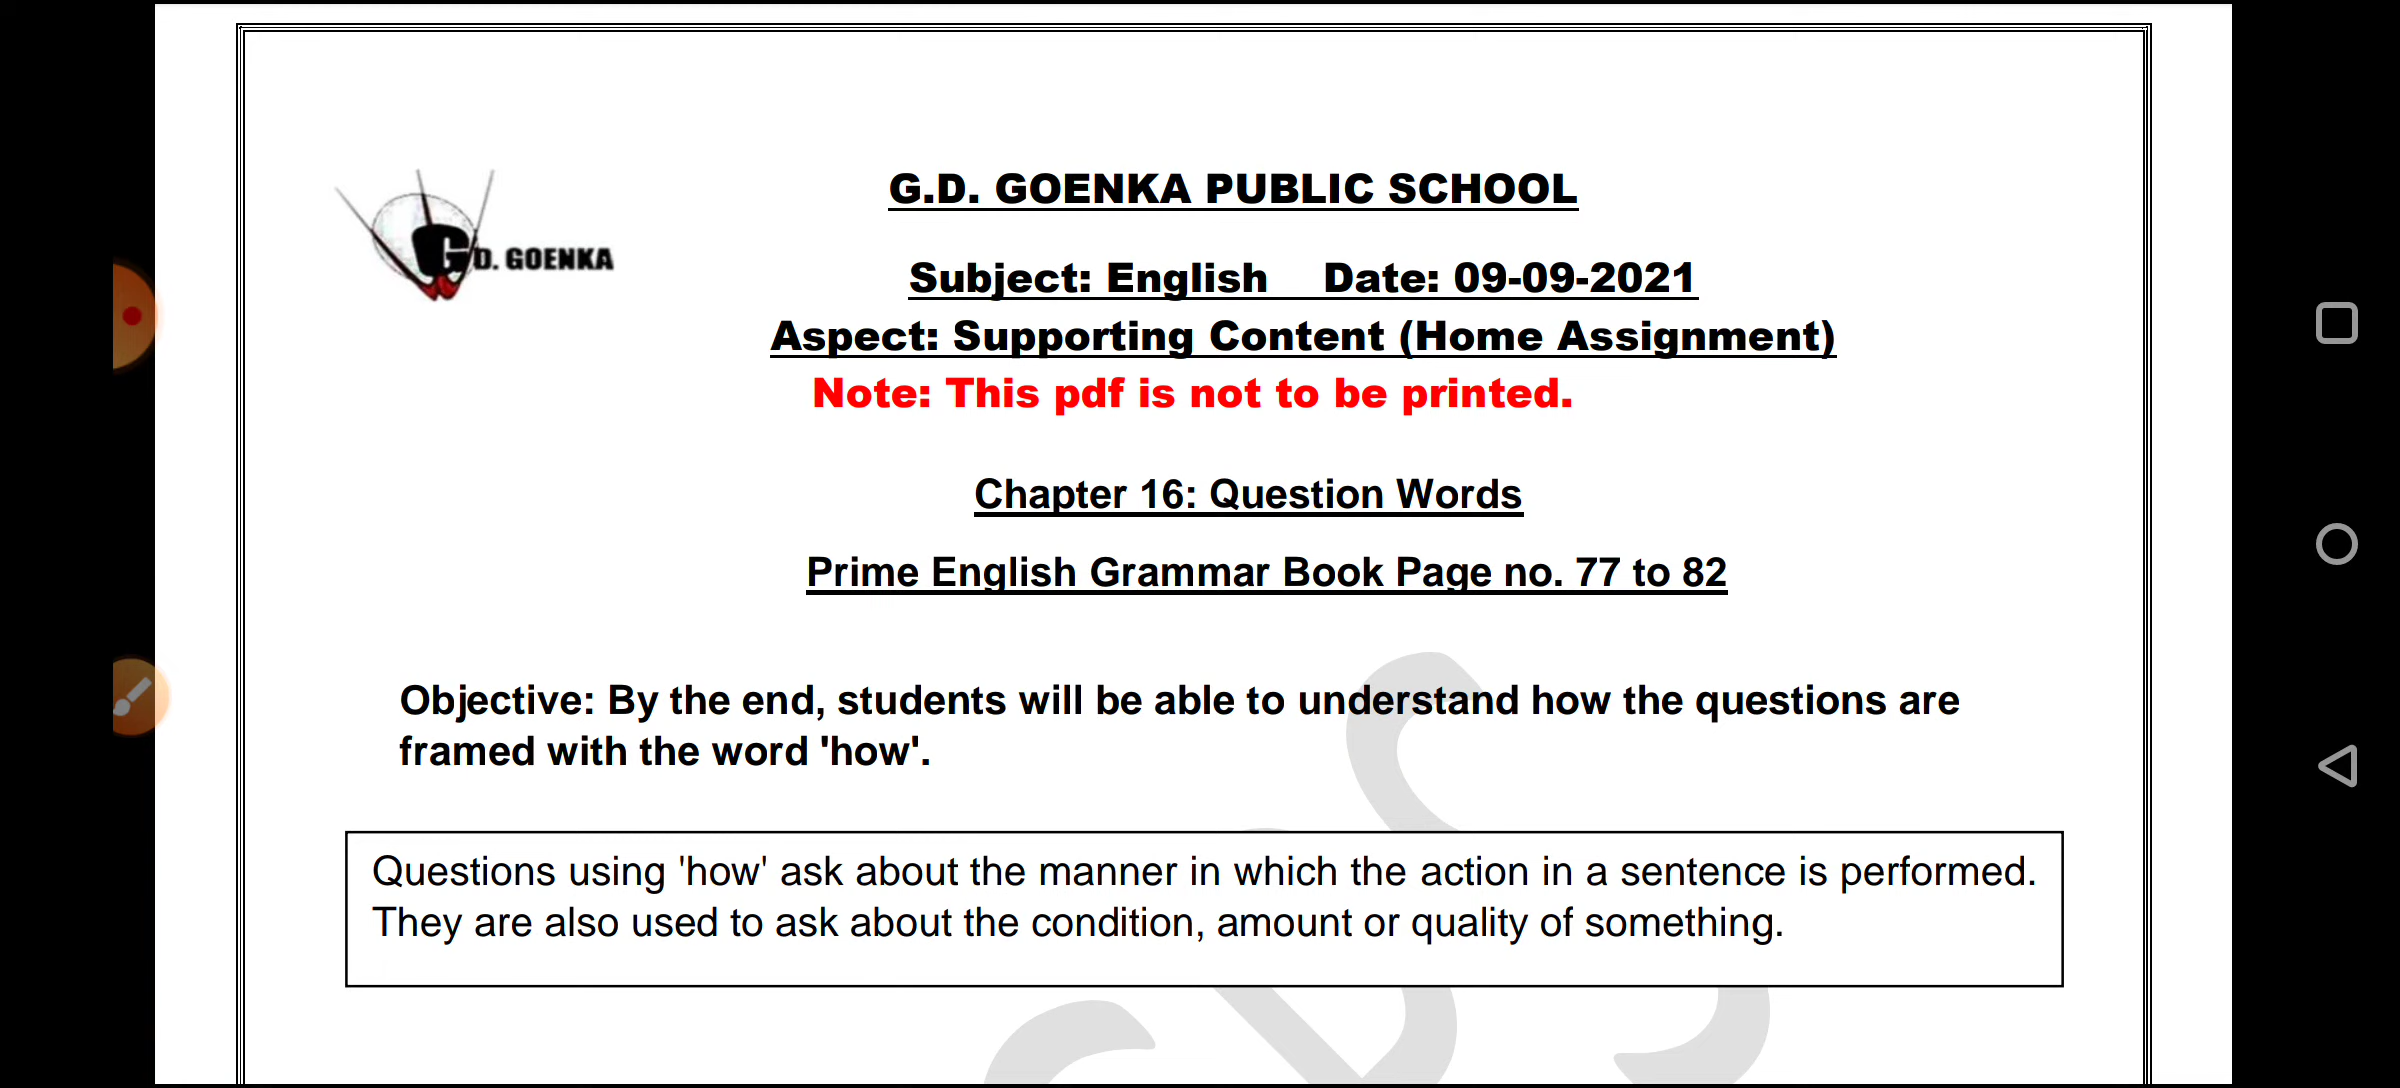 G.D. GOENKA
G.D. GOENKA PUBLIC SCHOOL
Subject: English Date: 09-09-2021
Aspect: Supporting Content (Home Assignment)
Note: This pdf is not to be printed.
Chapter 16: Question Words
Prime English Grammar Book Page no. 77 to 82
Objective: By the end, students will be able to understand how the questions are
framed with the word 'how'.
Questions using 'how' ask about the manner in which the action in a sentence is performed.
They are also used to ask about the condition, amount or quality of something.